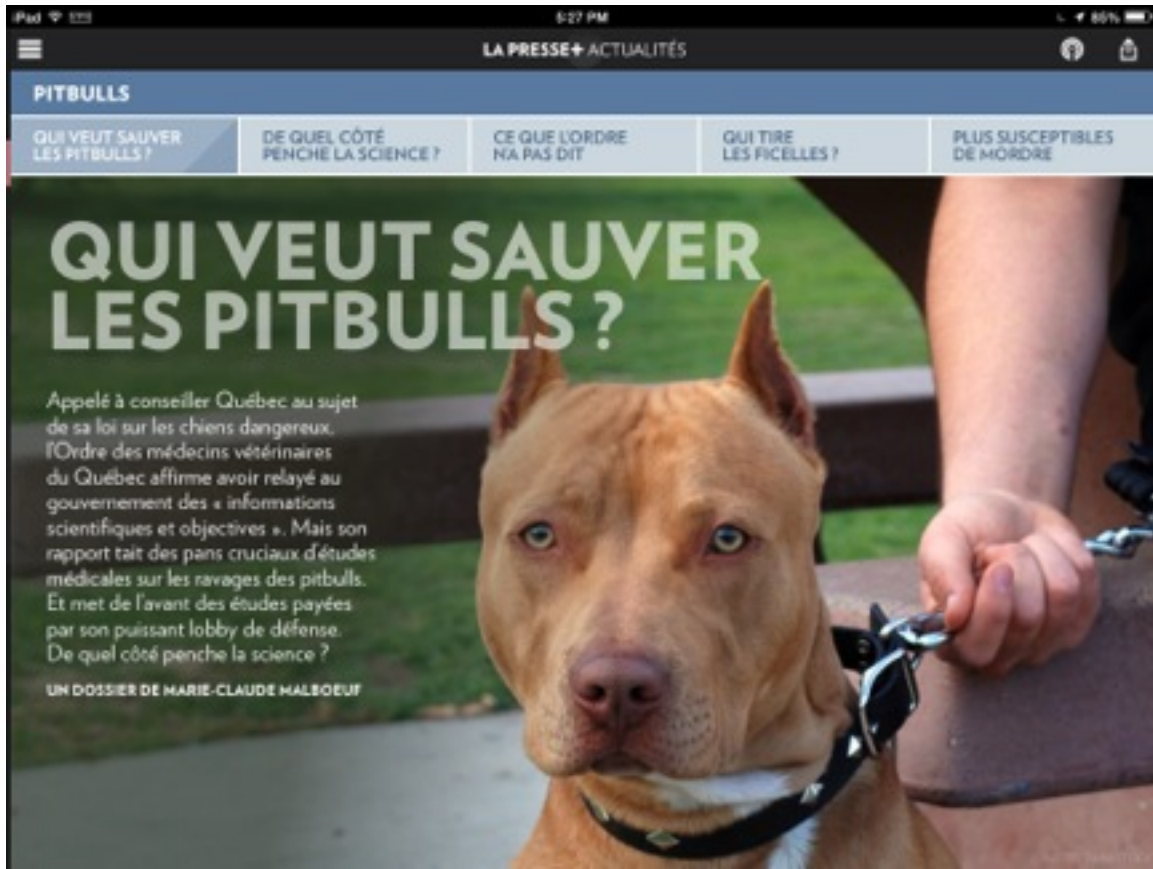 iPad
5:27 PM
86%
LA PRESSE+ ACTUALITÉS
PITBULLS
QUI VEUT SAUVER
LES PITBULLS ?
DE QUEL CÔTÉ
PENCHE LA SCIENCE ?
CE QUE L'ORDRE
N'A PAS DIT
QUI TIRE
LES FICELLES ?
PLUS SUSCEPTIBLES
DE MORDRE
QUI VEUT SAUVER
LES PITBULLS ?
Appelé à conseiller Québec au sujet
de sa loi sur les chiens dangereux,
l'Ordre des médecins vétérinaires
du Québec affirme avoir relayé au
gouvernement des « informations
scientifiques et objectives ». Mais son
rapport tait des pans cruciaux d'études
médicales sur les ravages des pitbulls.
Et met de l'avant des études payées
par son puissant lobby de défense.
De quel côté penche la science ?
UN DOSSIER DE MARIE-CLAUDE MALBOEUF